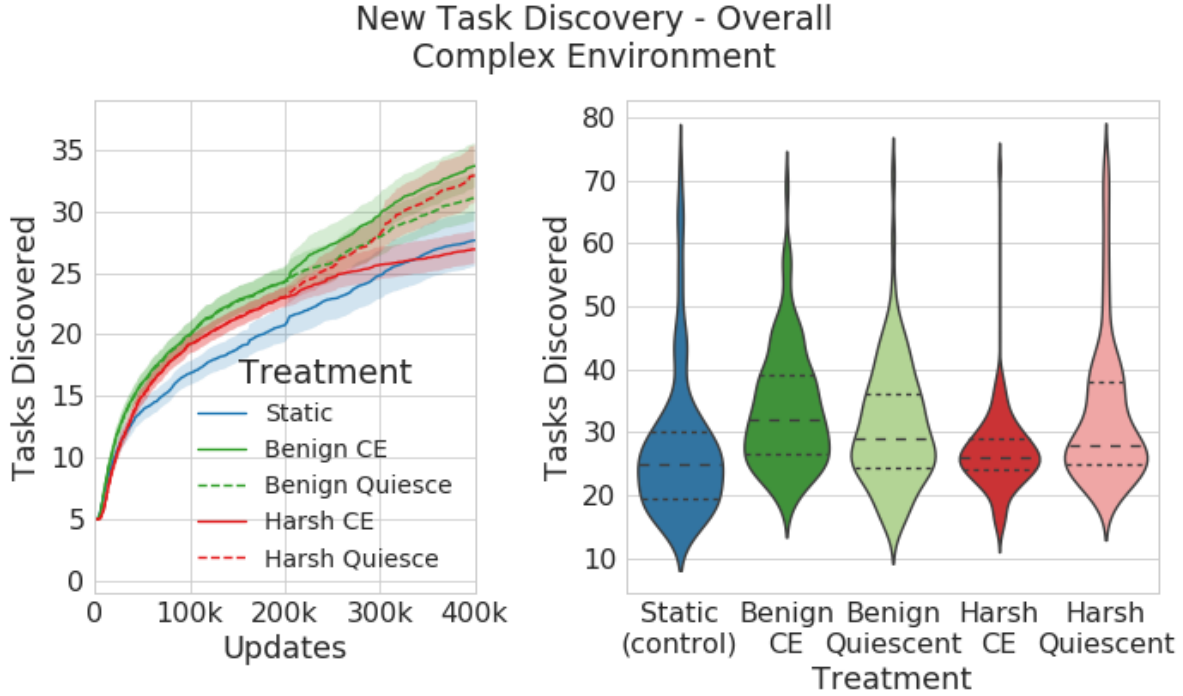 New Task Discovery - Overall
Complex Environment
Tasks Discovered
35
30
25
20
15
10
5
0
Treatment
Static
Benign CE
Benign Quiesce
Harsh CE
Harsh Quiesce
0
100k
200k
300k
400k
Updates
Tasks Discovered
80
70
60
50
40
30
20
10
Static
(control)
Benign
CE
Benign
Quiescent
Harsh
CE
Harsh
Quiescent
Treatment